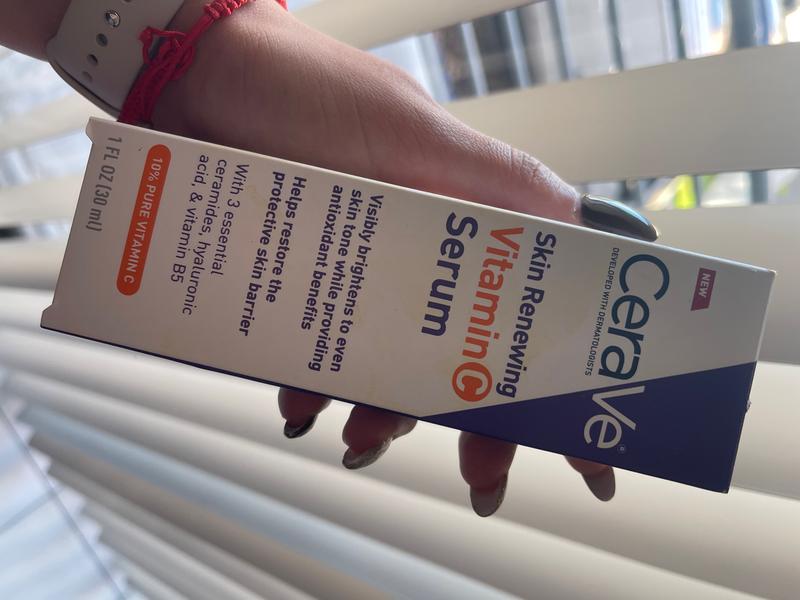 NEW
CeraVe®
DEVELOPED WITH DERMATOLOGISTS
Skin Renewing
Vitamin C
Serum
Visibly brightens to even
skin tone while providing
antioxidant benefits
Helps restore the
protective skin barrier
With 3 essential
ceramides, hyaluronic
acid, & vitamin B5
10% PURE VITAMIN C
1 FL OZ (30 ml)